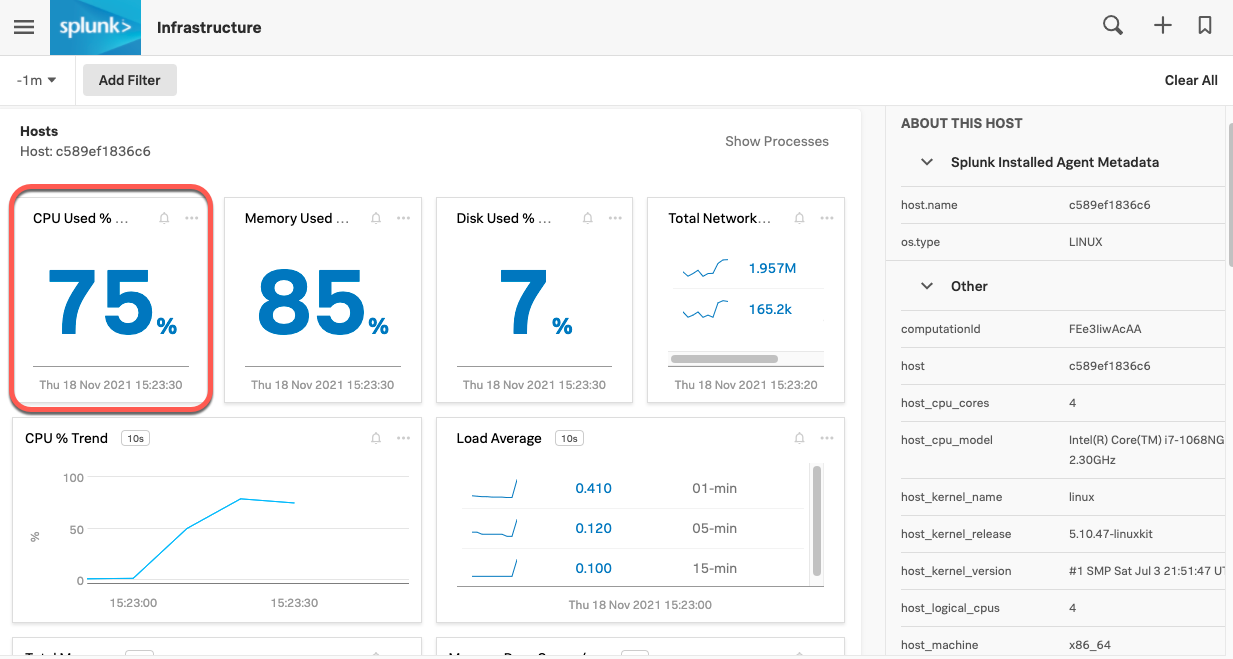 splunk>
Infrastructure
-1m
Add Filter
Clear All
Hosts
Host: c589ef1836c6
Show Processes
CPU Used % ...
75%
Thu 18 Nov 2021 15:23:30
Memory Used ...
85%
Thu 18 Nov 2021 15:23:30
Disk Used % ...
7%
Thu 18 Nov 2021 15:23:30
Total Network...
1.957M
165.2k
Thu 18 Nov 2021 15:23:20
CPU % Trend 10s
100
50
0
%
15:23:00 15:23:30
Load Average 10s
0.410 01-min
0.120 05-min
0.100 15-min
Thu 18 Nov 2021 15:23:00
ABOUT THIS HOST
Splunk Installed Agent Metadata
host.name c589ef1836c6
os.type LINUX
Other
computationId FEe3IiwAcAA
host c589ef1836c6
host_cpu_cores 4
host_cpu_model Intel(R) Core(TM) i7-1068NG
2.30GHz
host_kernel_name linux
host_kernel_release 5.10.47-linuxkit
host_kernel_version #1 SMP Sat Jul 3 21:51:47 UT
host_logical_cpus 4
host_machine x86_64